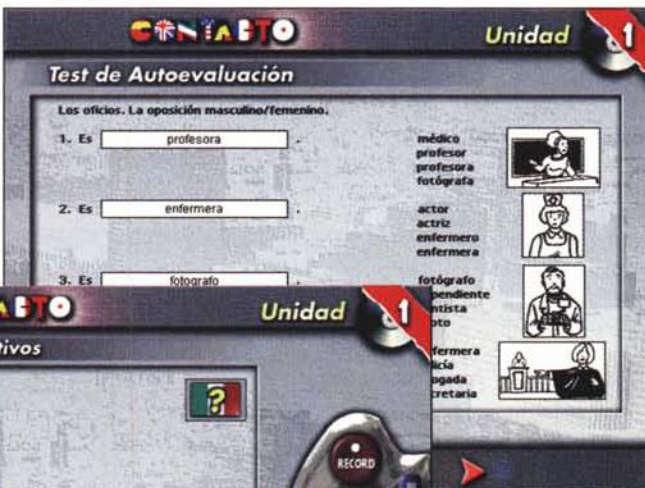 CONTACTO
Unidad 1
Test de Autoevaluación
Los oficios. La oposición masculino/femenino.
1. Es profesora .
médico
profesor
profesora
fotógrafa
2. Es enfermera .
actor
actriz
enfermero
enfermera
3. Es fotografo .
fotógrafo
Unidad 1
?
RECORD